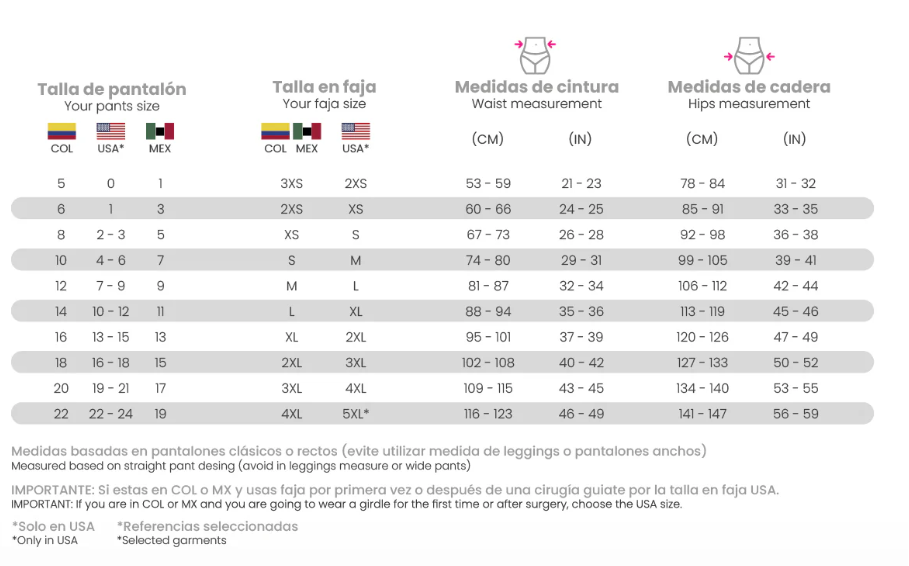 Talla de pantalón Talla en faja Medidas de cintura Medidas de cadera
Your pants size Your faja size Waist measurement Hips measurement
(CM) (IN) (CM) (IN)
COL USA* MEX COL MEX USA*
5 0 1 3XS 2XS 53 - 59 21 - 23 78 - 84 31 - 32
6 1 3 2XS XS 60 - 66 24 - 25 85 - 91 33 - 35
8 2 - 3 5 XS S 67 - 73 26 - 28 92 - 98 36 - 38
10 4 - 6 7 S M 74 - 80 29 - 31 99 - 105 39 - 41
12 7 - 9 9 M L 81 - 87 32 - 34 106 - 112 42 - 44
14 10 - 12 11 L XL 88 - 94 35 - 36 113 - 119 45 - 46
16 13 - 15 13 XL 2XL 95 - 101 37 - 39 120 - 126 47 - 49
18 16 - 18 15 2XL 3XL 102 - 108 40 - 42 127 - 133 50 - 52
20 19 - 21 17 3XL 4XL 109 - 115 43 - 45 134 - 140 53 - 55
22 22 - 24 19 4XL 5XL* 116 - 123 46 - 49 141 - 147 56 - 59
Medidas basadas en pantalones clásicos o rectos (evite utilizar medida de leggings o pantalones anchos)
Measured based on straight pant desing (avoid in leggings measure or wide pants)
IMPORTANTE: Si estas en COL o MX y usas faja por primera vez o después de una cirugía guiate por la talla en faja USA.
IMPORTANT: If you are in COL or MX and you are going to wear a girdle for the first time or after surgery, choose the USA size.
*Solo en USA *Referencias seleccionadas
*Only in USA *Selected garments